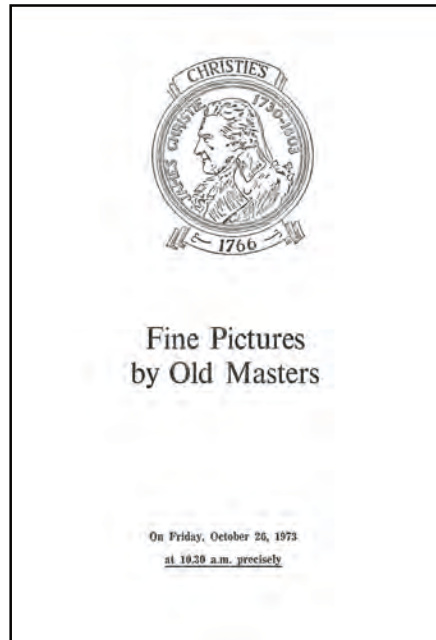 CHRISTIE'S
JAMES CHRISTIE 1730-1803
1766
Fine Pictures
by Old Masters
On Friday, October 26, 1973
at 10.30 a.m. precisely